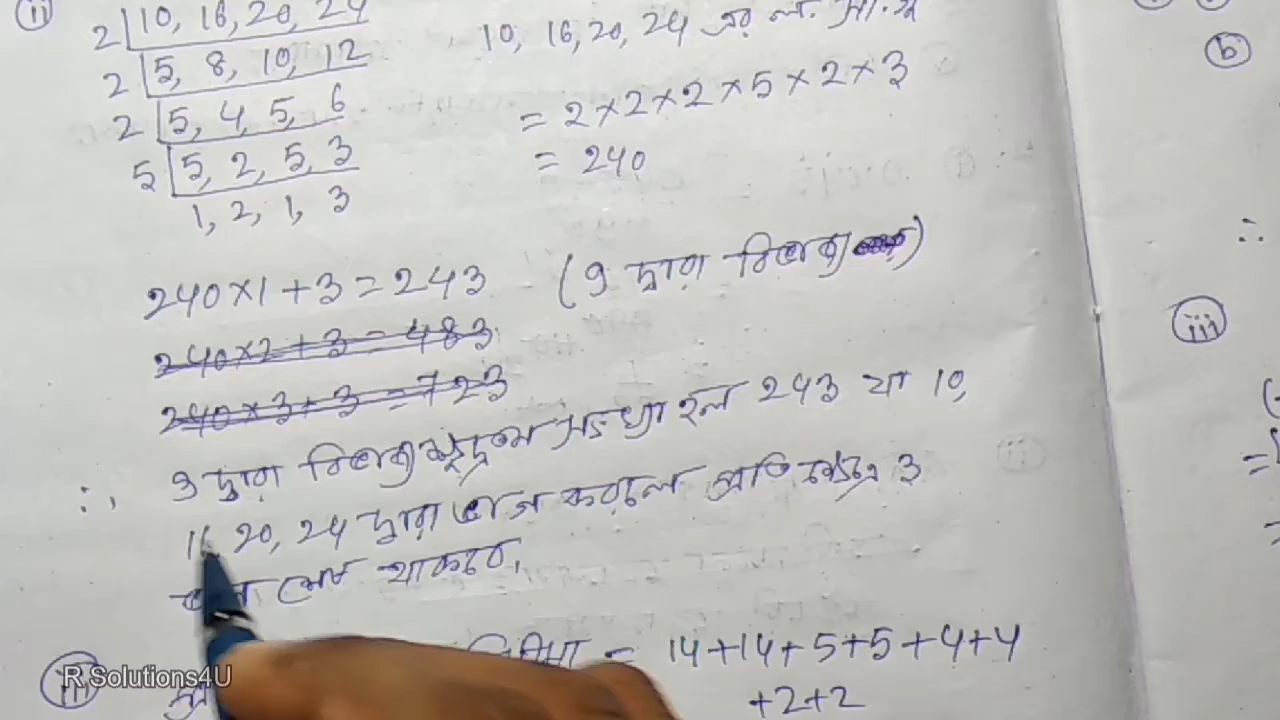 ii
2 | 10, 16, 20, 24
10, 16, 20, 24 এর ল. সা. গু
2 | 5, 8, 10, 12
= 2 × 2 × 2 × 5 × 2 × 3
2 | 5, 4, 5, 6
= 240
5 | 5, 2, 5, 3
1, 2, 1, 3
240 × 1 + 3 = 243 (9 দ্বারা বিভাজ্য)
240 × 2 + 3 = 483
240 × 3 + 3 = 723
∴ 9 দ্বারা বিভাজ্য ক্ষুদ্রতম সংখ্যা হল 243 যা 10,
16, 20, 24 দ্বারা ভাগ করলে প্রতি ক্ষেত্রে 3
শেষ থাকবে।
iii
= 14 + 14 + 5 + 5 + 4 + 4
+ 2 + 2
b
∴
iii
R Solutions4U